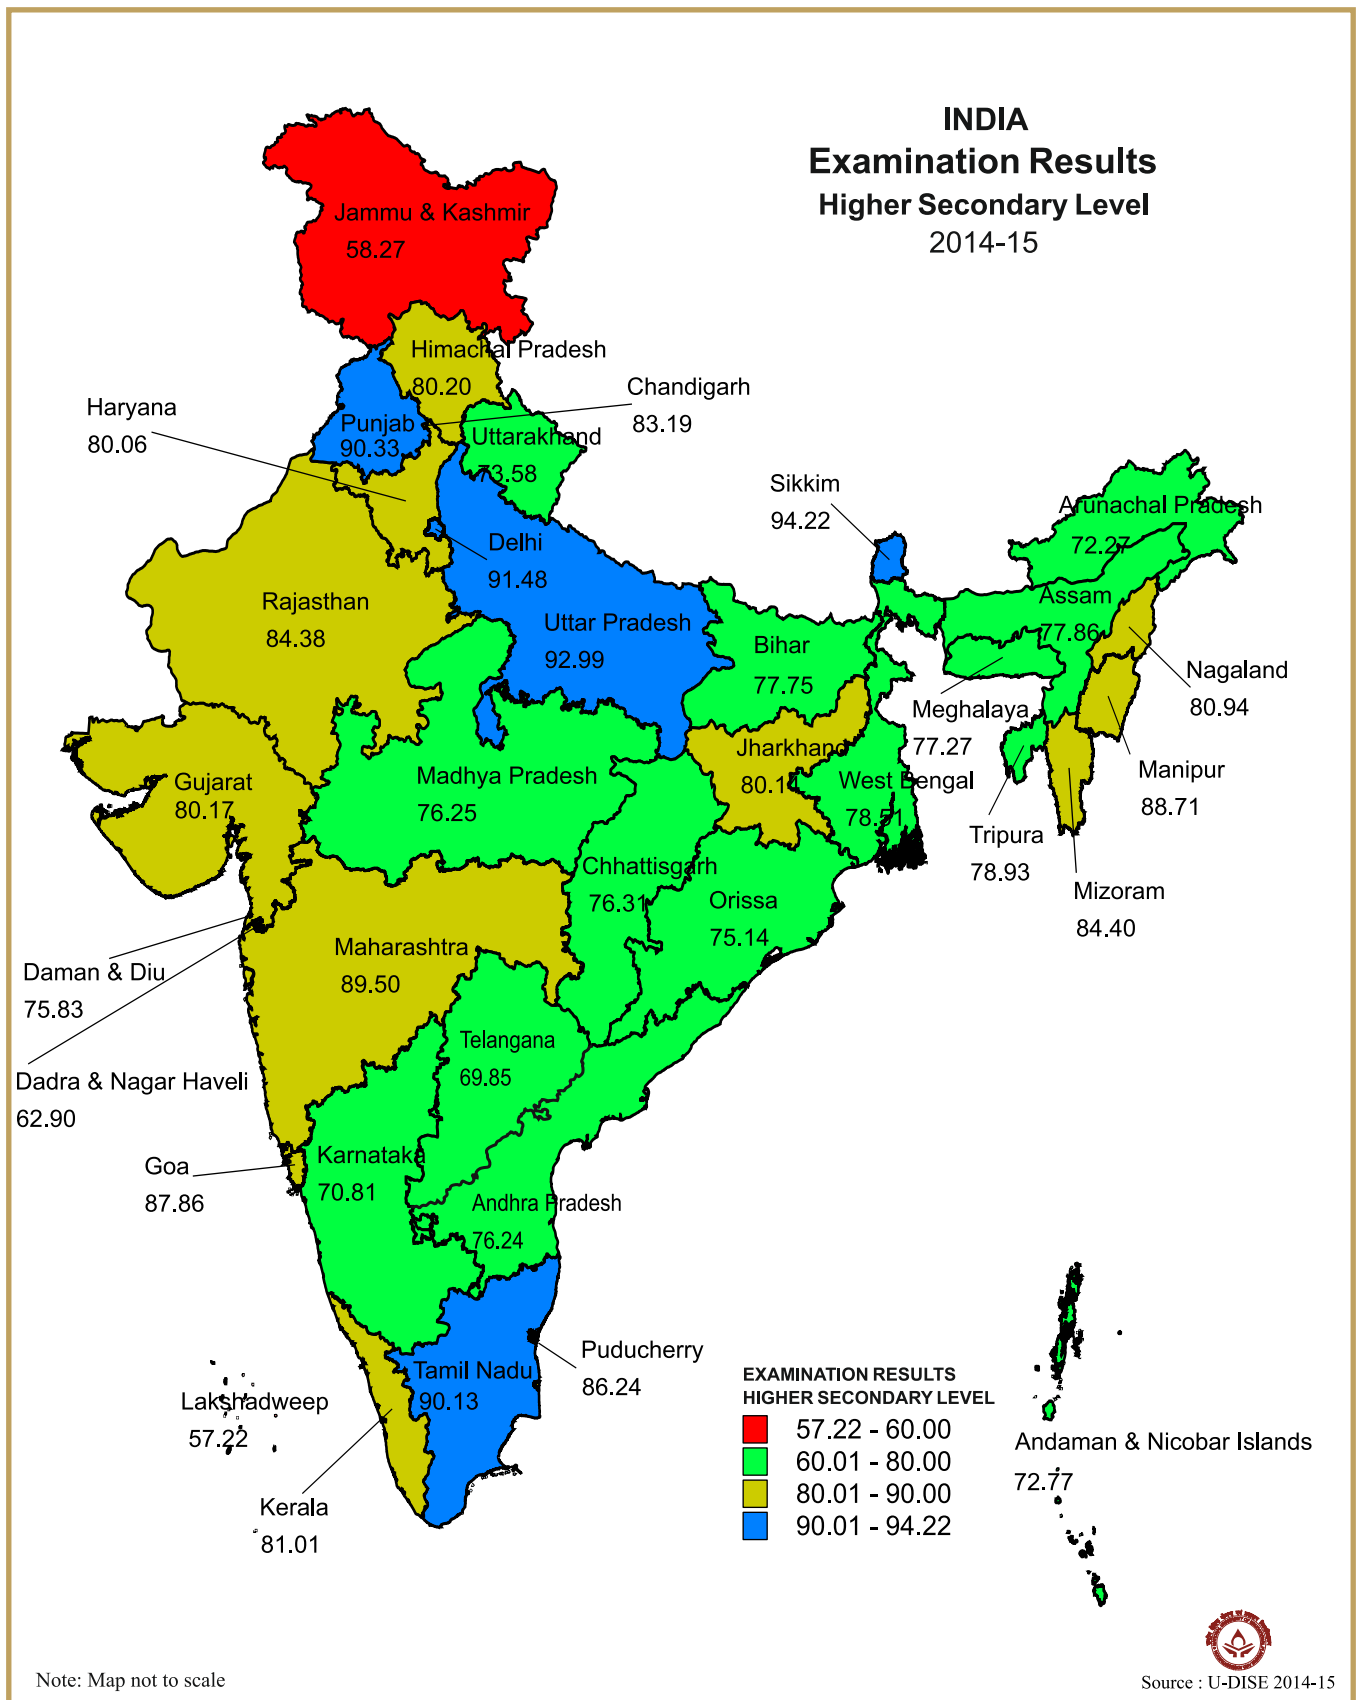 INDIA
Examination Results
Higher Secondary Level
2014-15
Jammu & Kashmir
58.27
Himachal Pradesh
80.20
Chandigarh
83.19
Haryana
80.06
Punjab
90.33
Uttarakhand
73.58
Sikkim
94.22
Arunachal Pradesh
72.27
Delhi
91.48
Rajasthan
84.38
Uttar Pradesh
92.99
Assam
77.86
Bihar
77.75
Nagaland
80.94
Meghalaya
77.27
Jharkhand
80.14
West Bengal
78.51
Manipur
88.71
Gujarat
80.17
Madhya Pradesh
76.25
Tripura
78.93
Mizoram
84.40
Chhattisgarh
76.31
Orissa
75.14
Maharashtra
89.50
Daman & Diu
75.83
Telangana
69.85
Dadra & Nagar Haveli
62.90
Karnataka
70.81
Goa
87.86
Andhra Pradesh
76.24
Puducherry
86.24
Tamil Nadu
90.13
Lakshadweep
57.22
Kerala
81.01
EXAMINATION RESULTS
HIGHER SECONDARY LEVEL
57.22 - 60.00
60.01 - 80.00
80.01 - 90.00
90.01 - 94.22
Andaman & Nicobar Islands
72.77
Note: Map not to scale
Source : U-DISE 2014-15